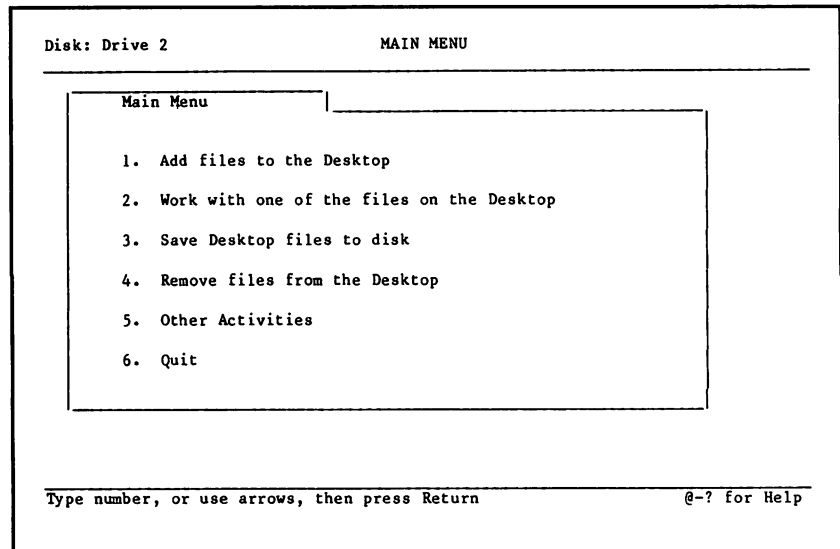 Disk: Drive 2 MAIN MENU
Main Menu
1. Add files to the Desktop
2. Work with one of the files on the Desktop
3. Save Desktop files to disk
4. Remove files from the Desktop
5. Other Activities
6. Quit
Type number, or use arrows, then press Return @-? for Help